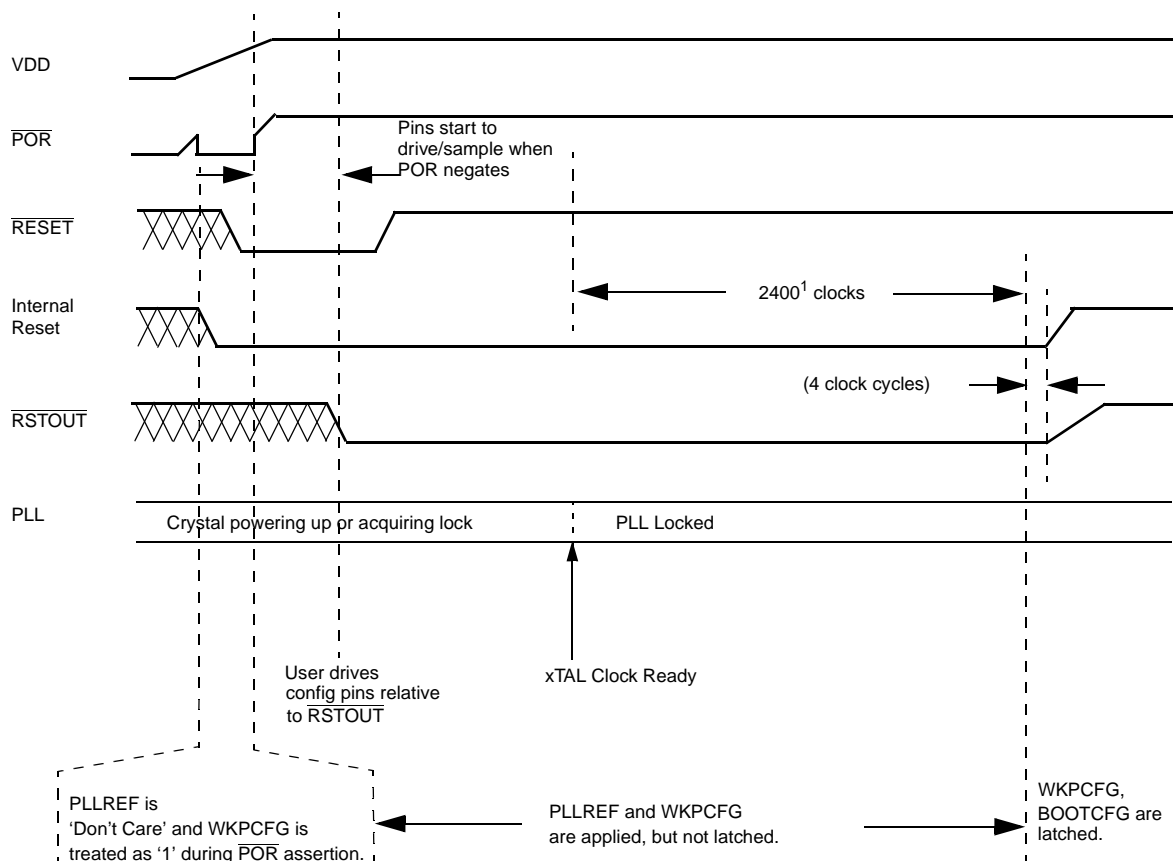 VDD
POR
Pins start to
drive/sample when
POR negates
RESET
2400¹ clocks
Internal
Reset
(4 clock cycles)
RSTOUT
PLL
Crystal powering up or acquiring lock
PLL Locked
User drives
config pins relative
to RSTOUT
xTAL Clock Ready
PLLREF is
‘Don’t Care’ and WKPCFG is
treated as ‘1’ during POR assertion.
PLLREF and WKPCFG
are applied, but not latched.
WKPCFG,
BOOTCFG are
latched.